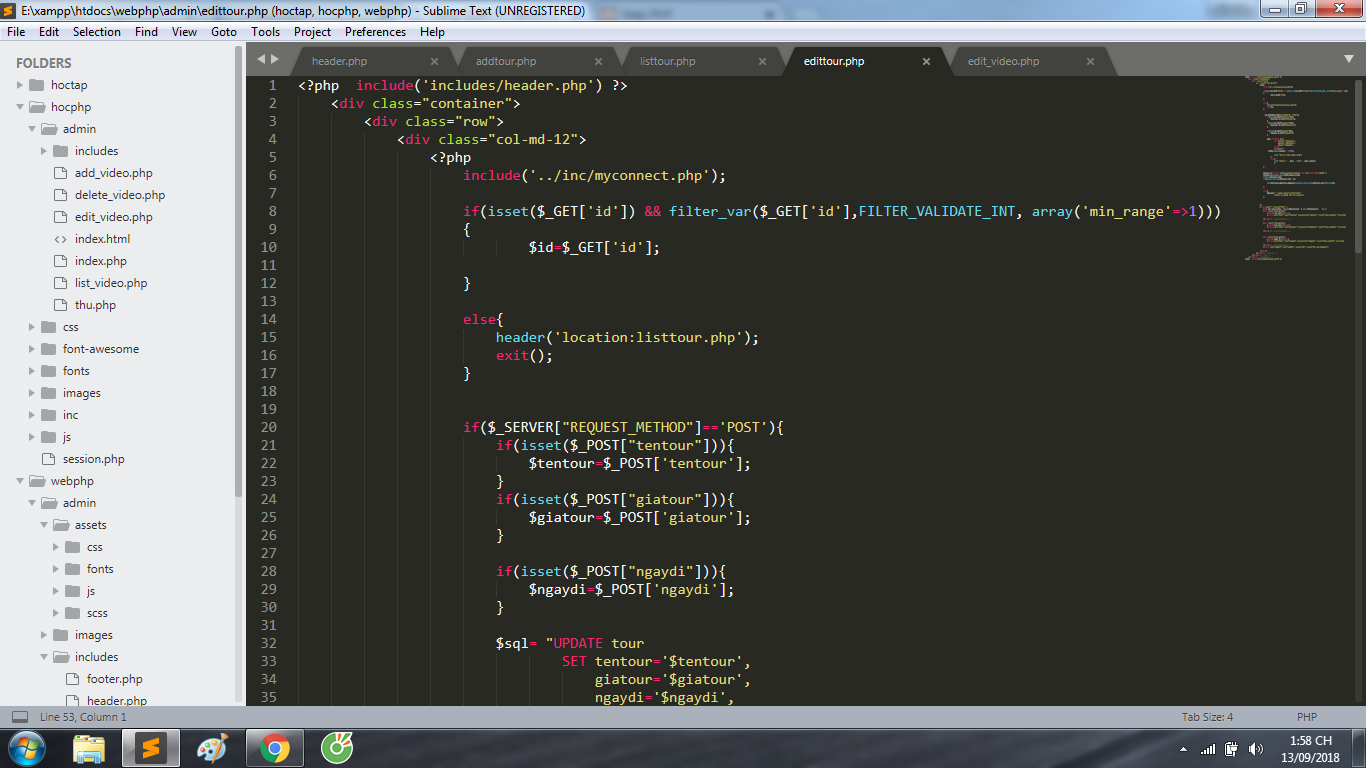 E:\xampp\htdocs\webphp\admin\edittour.php (hoctap, hocphp, webphp) - Sublime Text (UNREGISTERED)
File Edit Selection Find View Goto Tools Project Preferences Help
FOLDERS
hoctap
hocphp
admin
includes
add_video.php
delete_video.php
edit_video.php
index.html
index.php
list_video.php
thu.php
css
font-awesome
fonts
images
inc
js
session.php
webphp
admin
assets
css
fonts
js
scss
images
includes
footer.php
header.php
header.php addtour.php listtour.php edittour.php edit_video.php
1 <?php  include('includes/header.php') ?>
2 <div class="container">
3 <div class="row">
4 <div class="col-md-12">
5 <?php
6 include('../inc/myconnect.php');
7
8 if(isset($_GET['id']) && filter_var($_GET['id'],FILTER_VALIDATE_INT, array('min_range'=>1)))
9 {
10 $id=$_GET['id'];
11
12 }
13
14 else{
15 header('location:listtour.php');
16 exit();
17 }
18
19
20 if($_SERVER["REQUEST_METHOD"]=='POST'){
21 if(isset($_POST["tentour"])){
22 $tentour=$_POST['tentour'];
23 }
24 if(isset($_POST["giatour"])){
25 $giatour=$_POST['giatour'];
26 }
27
28 if(isset($_POST["ngaydi"])){
29 $ngaydi=$_POST['ngaydi'];
30 }
31
32 $sql= "UPDATE tour
33 SET tentour='$tentour',
34 giatour='$giatour',
35 ngaydi='$ngaydi',
Line 53, Column 1
Tab Size: 4
PHP
1:58 CH
13/09/2018